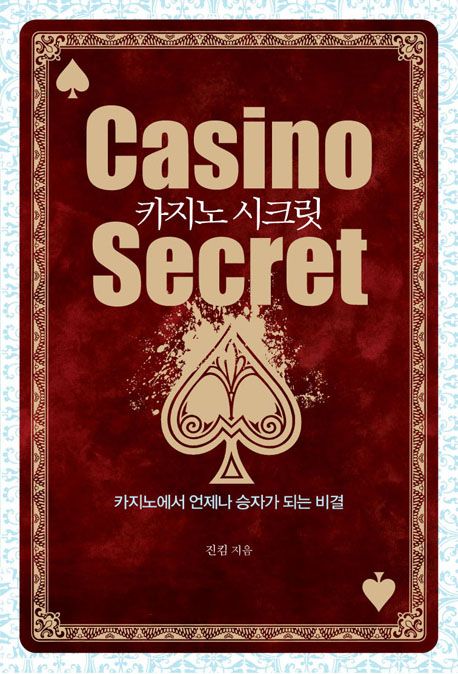 Casino
카지노 시크릿
Secret
카지노에서 언제나 승자가 되는 비결
진킴 지음